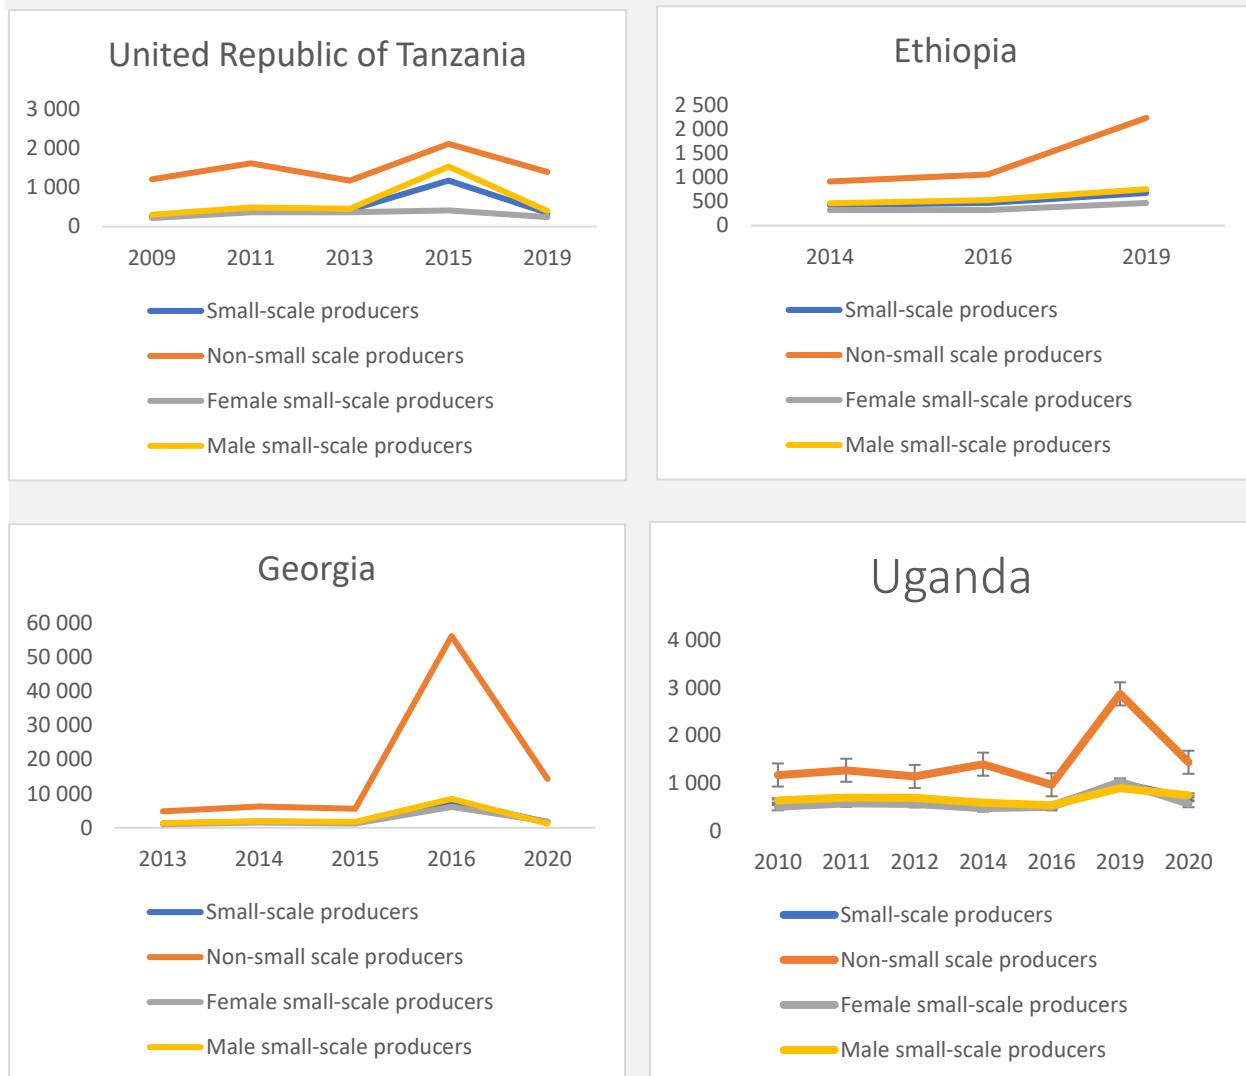 United Republic of Tanzania
3 000
2 000
1 000
0
2009 2011 2013 2015 2019
Small-scale producers
Non-small scale producers
Female small-scale producers
Male small-scale producers
Ethiopia
2 500
2 000
1 500
1 000
500
0
2014 2016 2019
Small-scale producers
Non-small scale producers
Female small-scale producers
Male small-scale producers
Georgia
60 000
50 000
40 000
30 000
20 000
10 000
0
2013 2014 2015 2016 2020
Small-scale producers
Non-small scale producers
Female small-scale producers
Male small-scale producers
Uganda
4 000
3 000
2 000
1 000
0
2010 2011 2012 2014 2016 2019 2020
Small-scale producers
Non-small scale producers
Female small-scale producers
Male small-scale producers